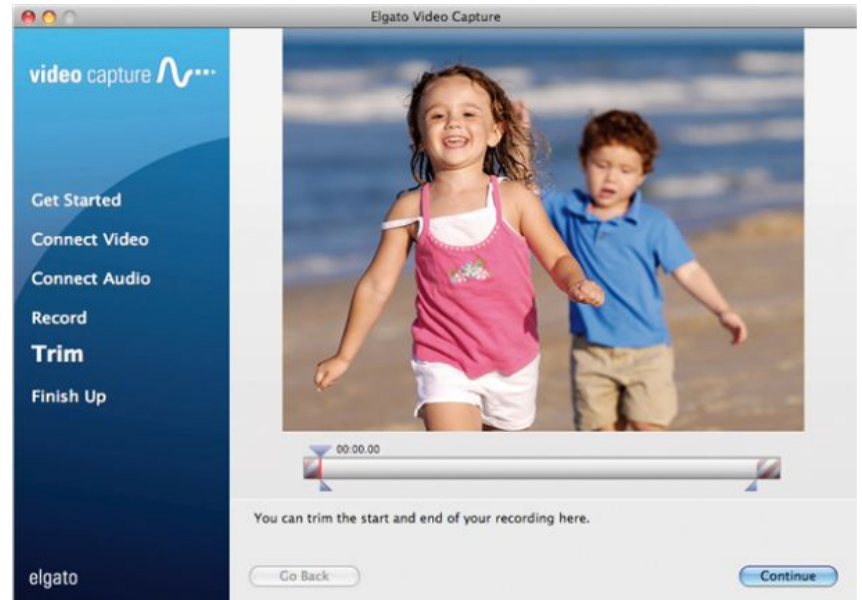 Elgato Video Capture
video capture
Get Started
Connect Video
Connect Audio
Record
Trim
Finish Up
elgato
00:00.00
You can trim the start and end of your recording here.
Go Back
Continue